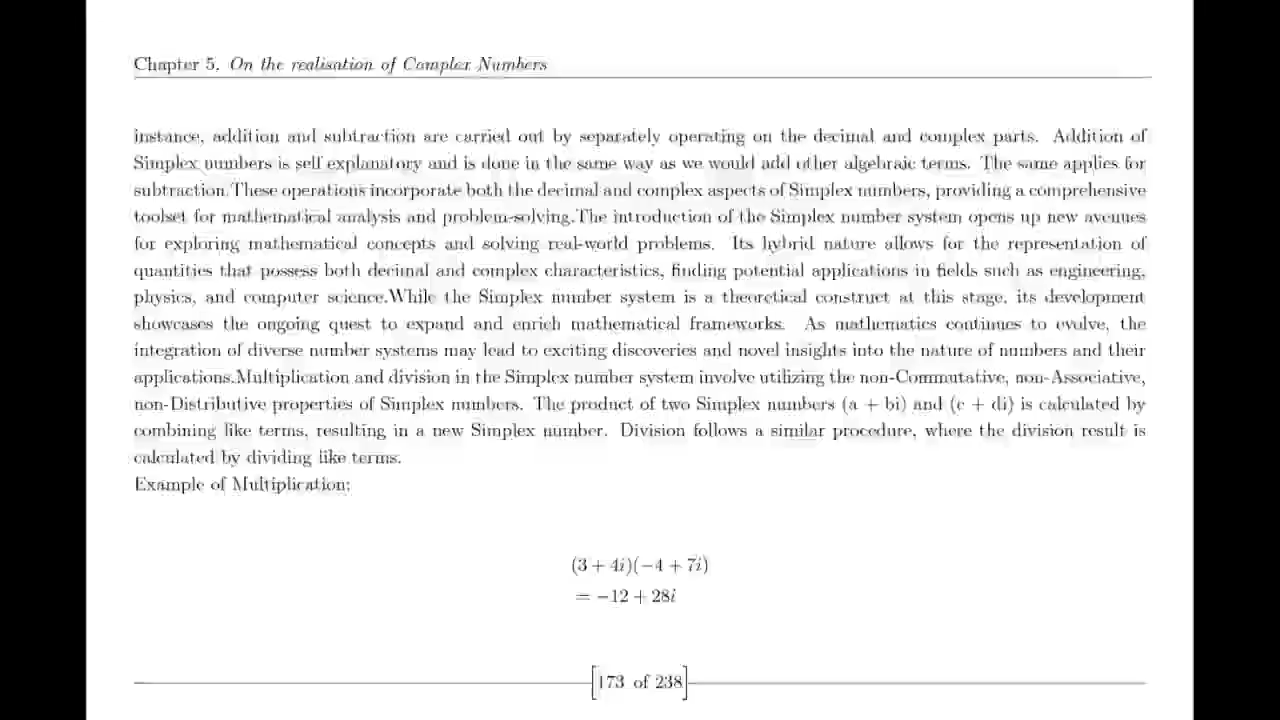 Chapter 5. On the realisation of Complex Numbers
instance, addition and subtraction are carried out by separately operating on the decimal and complex parts. Addition of
Simplex numbers is self explanatory and is done in the same way as we would add other algebraic terms. The same applies for
subtraction.These operations incorporate both the decimal and complex aspects of Simplex numbers, providing a comprehensive
toolset for mathematical analysis and problem-solving.The introduction of the Simplex number system opens up new avenues
for exploring mathematical concepts and solving real-world problems. Its hybrid nature allows for the representation of
quantities that possess both decimal and complex characteristics, finding potential applications in fields such as engineering,
physics, and computer science.While the Simplex number system is a theoretical construct at this stage, its development
showcases the ongoing quest to expand and enrich mathematical frameworks. As mathematics continues to evolve, the
integration of diverse number systems may lead to exciting discoveries and novel insights into the nature of numbers and their
applications.Multiplication and division in the Simplex number system involve utilizing the non-Commutative, non-Associative,
non-Distributive properties of Simplex numbers. The product of two Simplex numbers (a + bi) and (c + di) is calculated by
combining like terms, resulting in a new Simplex number. Division follows a similar procedure, where the division result is
calculated by dividing like terms.
Example of Multiplication:
(3 + 4i)(−4 + 7i)
= −12 + 28i
[173 of 238]